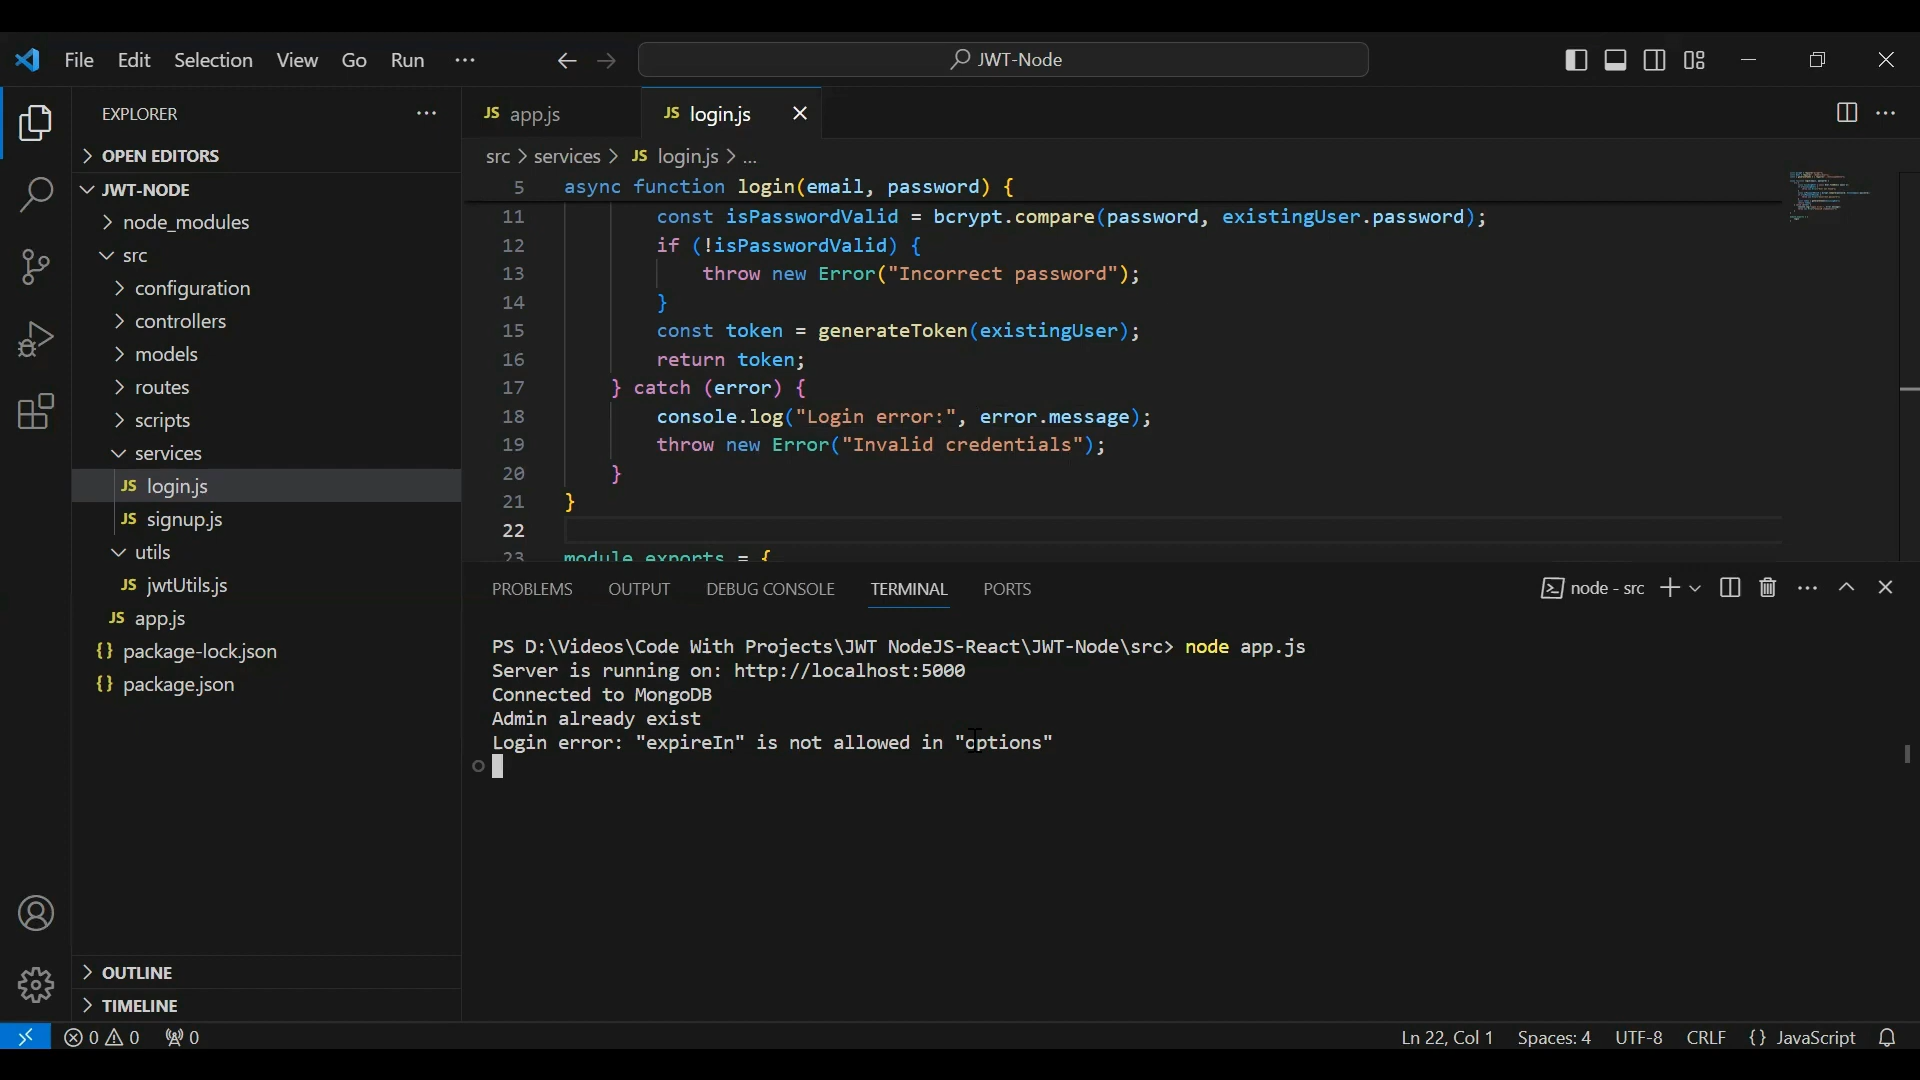 File Edit Selection View Go Run ···
JWT-Node
EXPLORER
OPEN EDITORS
JWT-NODE
node_modules
src
configuration
controllers
models
routes
scripts
services
JS login.js
JS signup.js
utils
JS jwtUtils.js
JS app.js
{} package-lock.json
{} package.json
OUTLINE
TIMELINE
JS app.js
JS login.js
src > services > JS login.js > ...
5 async function login(email, password) {
11 const isPasswordValid = bcrypt.compare(password, existingUser.password);
12 if (!isPasswordValid) {
13 throw new Error("Incorrect password");
14 }
15 const token = generateToken(existingUser);
16 return token;
17 } catch (error) {
18 console.log("Login error:", error.message);
19 throw new Error("Invalid credentials");
20 }
21 }
22
23 module.exports = {
PROBLEMS OUTPUT DEBUG CONSOLE TERMINAL PORTS
node - src
PS D:\Videos\Code With Projects\JWT NodeJS-React\JWT-Node\src> node app.js
Server is running on: http://localhost:5000
Connected to MongoDB
Admin already exist
Login error: "expireIn" is not allowed in "options"
0 0 0
Ln 22, Col 1 Spaces: 4 UTF-8 CRLF {} JavaScript